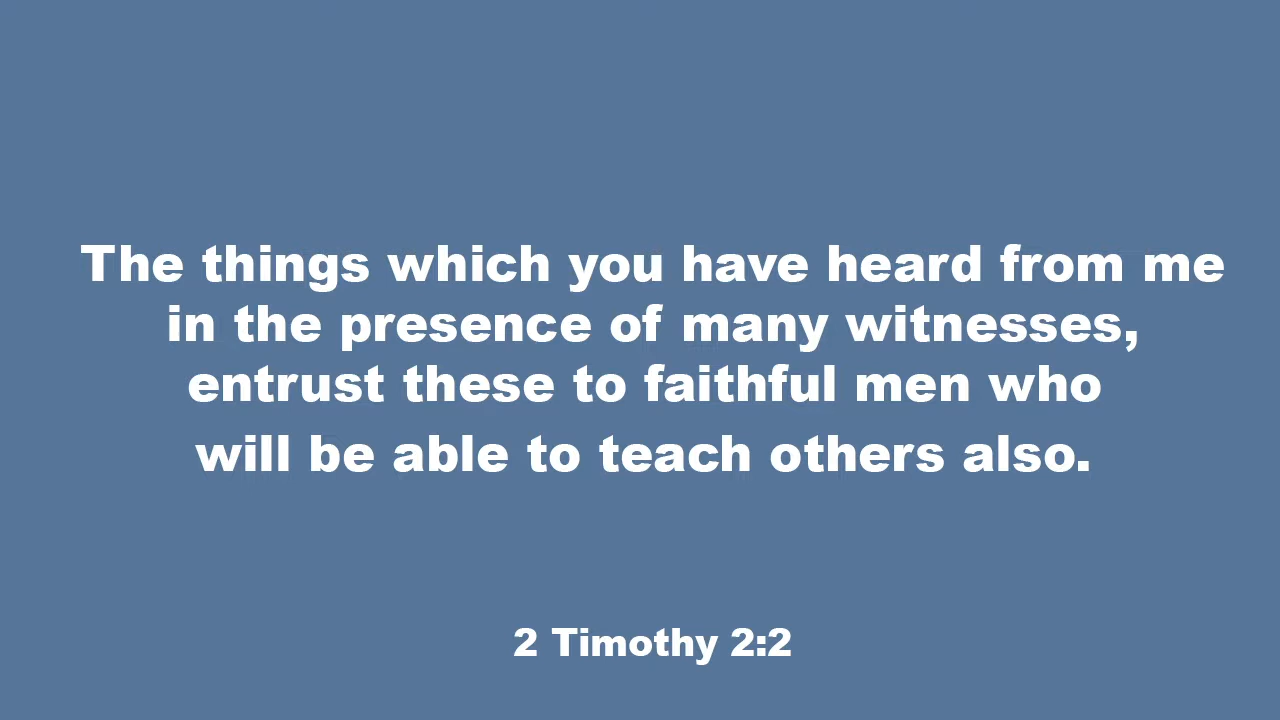 The things which you have heard from me
in the presence of many witnesses,
entrust these to faithful men who
will be able to teach others also.
2 Timothy 2:2